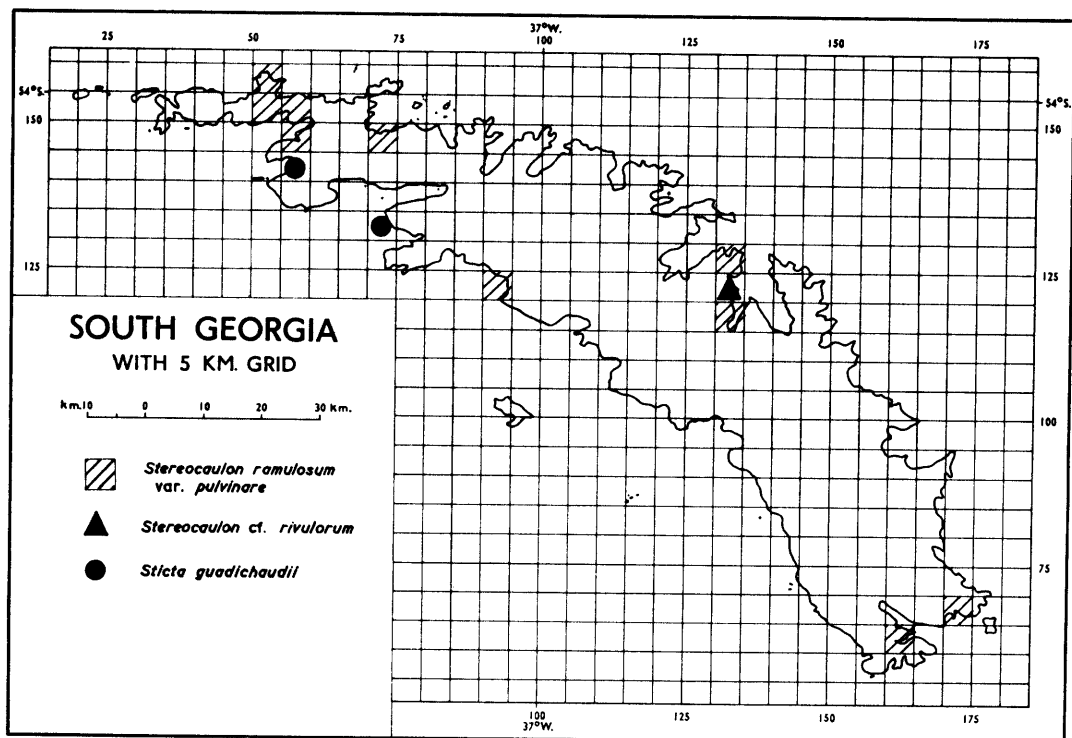 37°W.
25 50 75 100 125 150 175
54°S. 54°S.
150 150
125 125
SOUTH GEORGIA
WITH 5 KM. GRID
km. 10 0 10 20 30 km.
100
Stereocaulon ramulosum
var. pulvinare
Stereocaulon cf. rivulorum
Sticta guadichaudii
75
100 125 150 175
37°W.